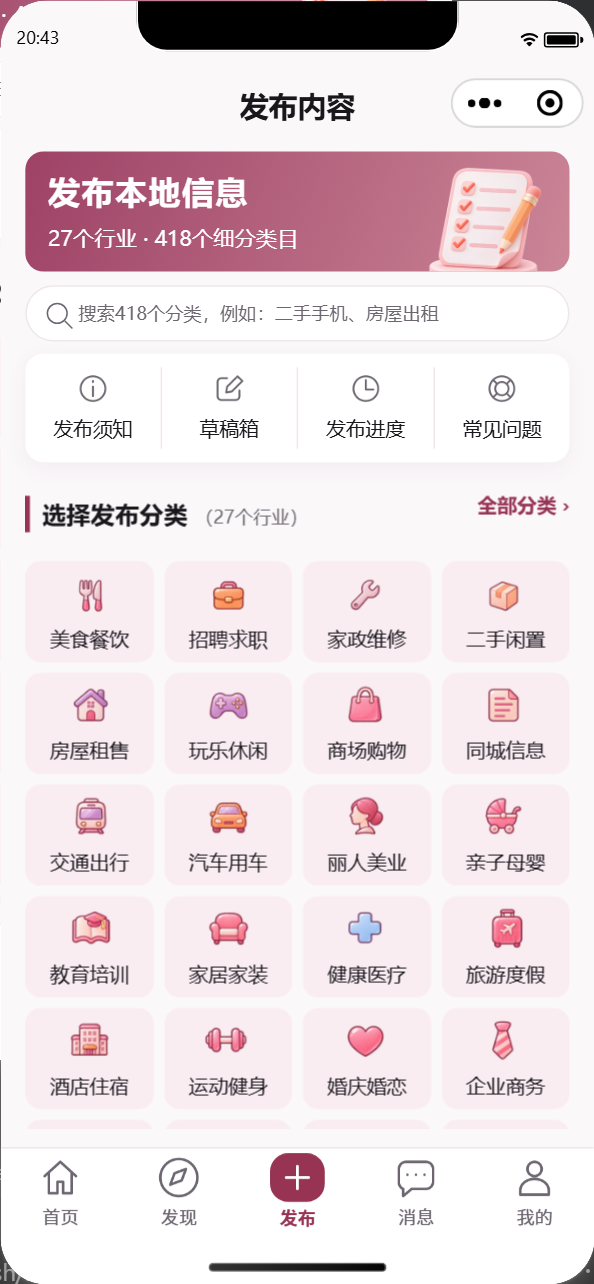 20:43
发布内容
发布本地信息
27个行业 · 418个细分类目
搜索418个分类，例如：二手手机、房屋出租
发布须知 草稿箱 发布进度 常见问题
选择发布分类 （27个行业） 全部分类 ›
美食餐饮 招聘求职 家政维修 二手闲置
房屋租售 玩乐休闲 商场购物 同城信息
交通出行 汽车用车 丽人美业 亲子母婴
教育培训 家居家装 健康医疗 旅游度假
酒店住宿 运动健身 婚庆婚恋 企业商务
首页 发现 发布 消息 我的